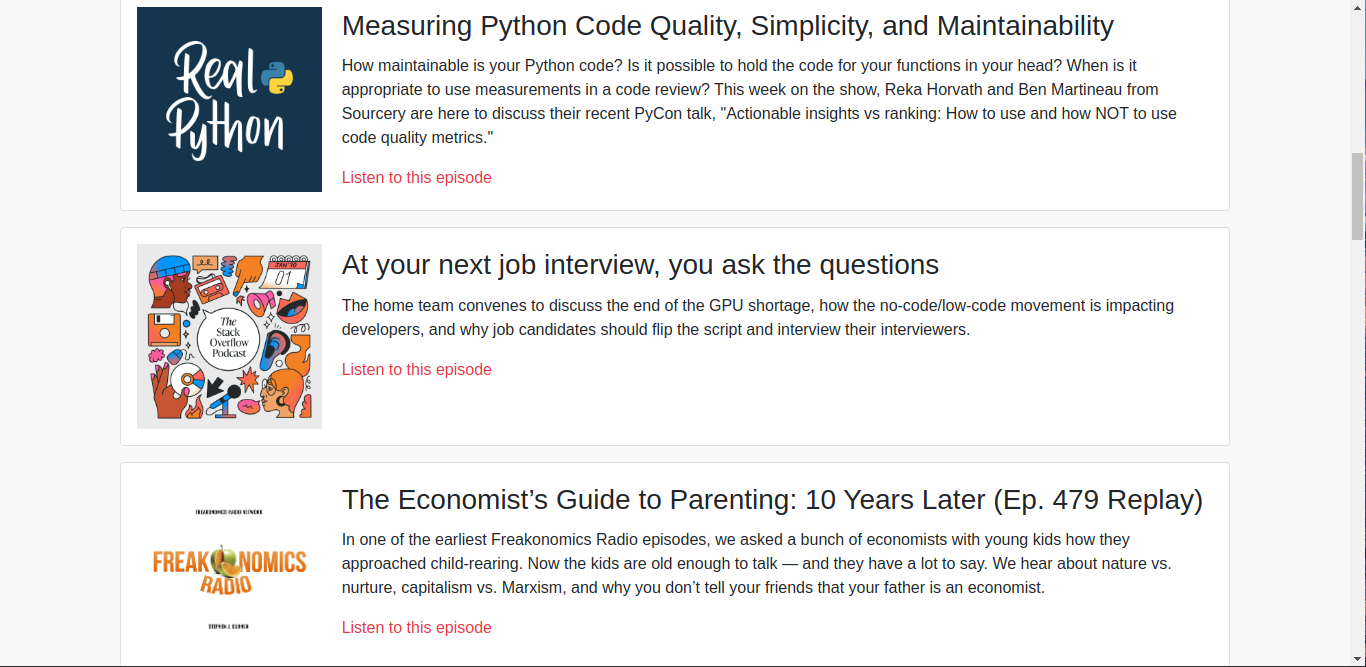 Real
Python
Measuring Python Code Quality, Simplicity, and Maintainability
How maintainable is your Python code? Is it possible to hold the code for your functions in your head? When is it
appropriate to use measurements in a code review? This week on the show, Reka Horvath and Ben Martineau from
Sourcery are here to discuss their recent PyCon talk, "Actionable insights vs ranking: How to use and how NOT to use
code quality metrics."
Listen to this episode
JAN '70
01
The
Stack
Overflow
Podcast
At your next job interview, you ask the questions
The home team convenes to discuss the end of the GPU shortage, how the no-code/low-code movement is impacting
developers, and why job candidates should flip the script and interview their interviewers.
Listen to this episode
FREAKONOMICS RADIO NETWORK
FREAKONOMICS
RADIO
STEPHEN J. DUBNER
The Economist’s Guide to Parenting: 10 Years Later (Ep. 479 Replay)
In one of the earliest Freakonomics Radio episodes, we asked a bunch of economists with young kids how they
approached child-rearing. Now the kids are old enough to talk — and they have a lot to say. We hear about nature vs.
nurture, capitalism vs. Marxism, and why you don’t tell your friends that your father is an economist.
Listen to this episode